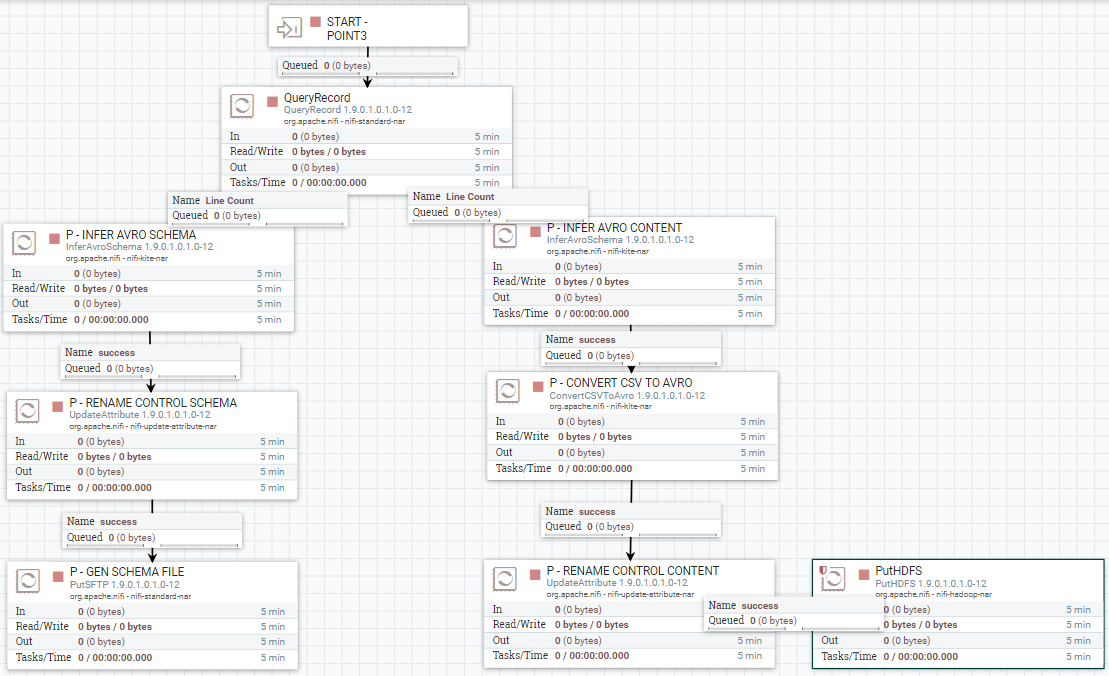 START -
POINT3
Queued 0 (0 bytes)
QueryRecord
QueryRecord 1.9.0.1.0.1.0-12
org.apache.nifi - nifi-standard-nar
In 0 (0 bytes) 5 min
Read/Write 0 bytes / 0 bytes 5 min
Out 0 (0 bytes) 5 min
Tasks/Time 0 / 00:00:00.000 5 min
Name Line Count
Queued 0 (0 bytes)
Name Line Count
Queued 0 (0 bytes)
P - INFER AVRO SCHEMA
InferAvroSchema 1.9.0.1.0.1.0-12
org.apache.nifi - nifi-kite-nar
In 0 (0 bytes) 5 min
Read/Write 0 bytes / 0 bytes 5 min
Out 0 (0 bytes) 5 min
Tasks/Time 0 / 00:00:00.000 5 min
P - INFER AVRO CONTENT
InferAvroSchema 1.9.0.1.0.1.0-12
org.apache.nifi - nifi-kite-nar
In 0 (0 bytes) 5 min
Read/Write 0 bytes / 0 bytes 5 min
Out 0 (0 bytes) 5 min
Tasks/Time 0 / 00:00:00.000 5 min
Name success
Queued 0 (0 bytes)
Name success
Queued 0 (0 bytes)
P - RENAME CONTROL SCHEMA
UpdateAttribute 1.9.0.1.0.1.0-12
org.apache.nifi - nifi-update-attribute-nar
In 0 (0 bytes) 5 min
Read/Write 0 bytes / 0 bytes 5 min
Out 0 (0 bytes) 5 min
Tasks/Time 0 / 00:00:00.000 5 min
P - CONVERT CSV TO AVRO
ConvertCSVToAvro 1.9.0.1.0.1.0-12
org.apache.nifi - nifi-kite-nar
In 0 (0 bytes) 5 min
Read/Write 0 bytes / 0 bytes 5 min
Out 0 (0 bytes) 5 min
Tasks/Time 0 / 00:00:00.000 5 min
Name success
Queued 0 (0 bytes)
Name success
Queued 0 (0 bytes)
P - GEN SCHEMA FILE
PutSFTP 1.9.0.1.0.1.0-12
org.apache.nifi - nifi-standard-nar
In 0 (0 bytes) 5 min
Read/Write 0 bytes / 0 bytes 5 min
Out 0 (0 bytes) 5 min
Tasks/Time 0 / 00:00:00.000 5 min
P - RENAME CONTROL CONTENT
UpdateAttribute 1.9.0.1.0.1.0-12
org.apache.nifi - nifi-update-attribute-nar
In 0 (0 bytes)
Read/Write 0 bytes / 0 bytes
Out 0 (0 bytes) 5 min
Tasks/Time 0 / 00:00:00.000 5 min
Name success
Queued 0 (0 bytes)
PutHDFS
PutHDFS 1.9.0.1.0.1.0-12
org.apache.nifi - nifi-hadoop-nar
0 (0 bytes) 5 min
0 bytes / 0 bytes 5 min
Out 0 (0 bytes) 5 min
Tasks/Time 0 / 00:00:00.000 5 min